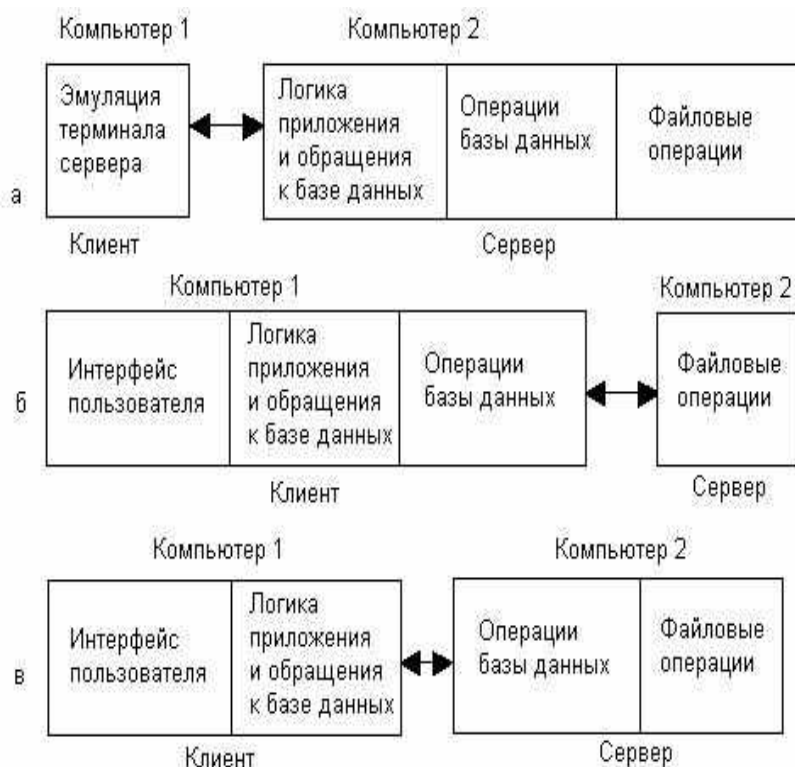 Компьютер 1
Компьютер 2
Эмуляция
терминала
сервера
Логика
приложения
и обращения
к базе данных
Операции
базы данных
Файловые
операции
а
Клиент
Сервер
Компьютер 1
Компьютер 2
Интерфейс
пользователя
Логика
приложения
и обращения
к базе данных
Операции
базы данных
Файловые
операции
б
Клиент
Сервер
Компьютер 1
Компьютер 2
Интерфейс
пользователя
Логика
приложения
и обращения
к базе данных
Операции
базы данных
Файловые
операции
в
Клиент
Сервер